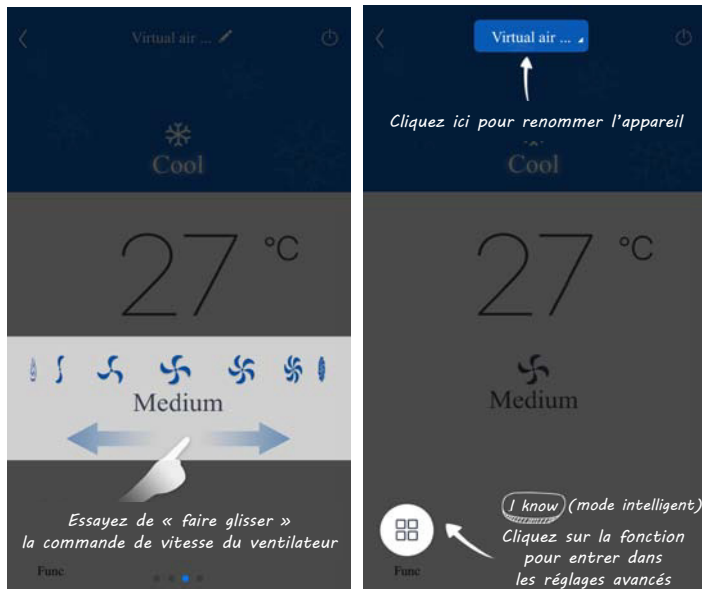 Virtual air ...
Cool
27 °C
Medium
Essayez de « faire glisser »
la commande de vitesse du ventilateur
Func
Virtual air ...
Cliquez ici pour renommer l'appareil
Cool
27 °C
Medium
I know (mode intelligent)
Cliquez sur la fonction
pour entrer dans
les réglages avancés
Func